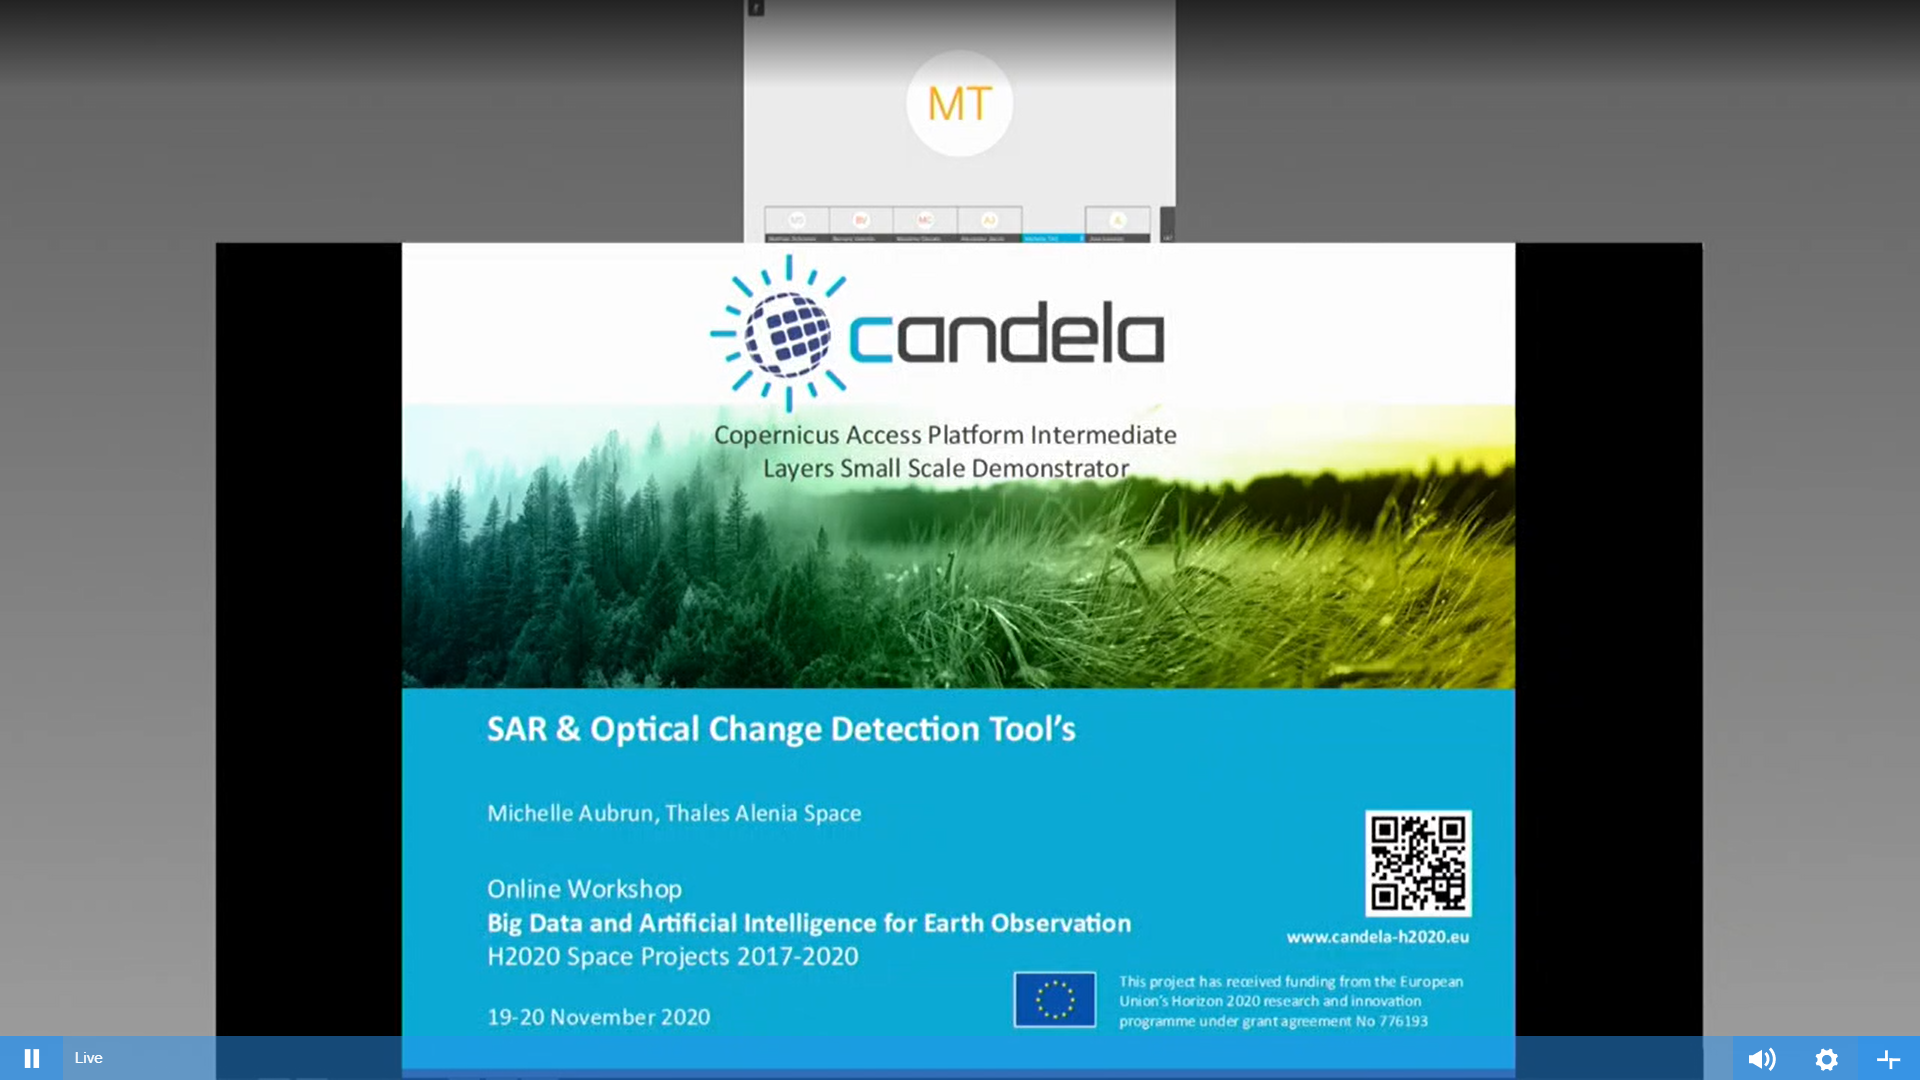 MT
BV
MC
AJ
JL
candela
Copernicus Access Platform Intermediate
Layers Small Scale Demonstrator
SAR & Optical Change Detection Tool's
Michelle Aubrun, Thales Alenia Space
Online Workshop
Big Data and Artificial Intelligence for Earth Observation
H2020 Space Projects 2017-2020
19-20 November 2020
www.candela-h2020.eu
This project has received funding from the European
Union's Horizon 2020 research and innovation
programme under grant agreement No 776193
Live